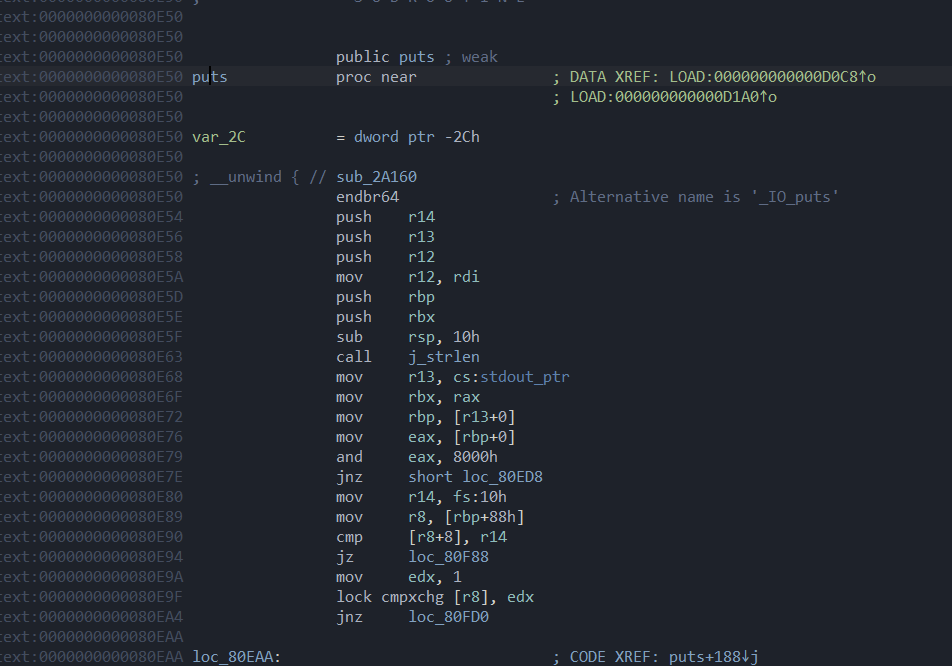 text:0000000000080E50
text:0000000000080E50
text:0000000000080E50 public puts ; weak
text:0000000000080E50 puts proc near ; DATA XREF: LOAD:000000000000D0C8↑o
text:0000000000080E50 ; LOAD:000000000000D1A0↑o
text:0000000000080E50
text:0000000000080E50 var_2C = dword ptr -2Ch
text:0000000000080E50
text:0000000000080E50 ; __unwind { // sub_2A160
text:0000000000080E50 endbr64 ; Alternative name is '_IO_puts'
text:0000000000080E54 push r14
text:0000000000080E56 push r13
text:0000000000080E58 push r12
text:0000000000080E5A mov r12, rdi
text:0000000000080E5D push rbp
text:0000000000080E5E push rbx
text:0000000000080E5F sub rsp, 10h
text:0000000000080E63 call j_strlen
text:0000000000080E68 mov r13, cs:stdout_ptr
text:0000000000080E6F mov rbx, rax
text:0000000000080E72 mov rbp, [r13+0]
text:0000000000080E76 mov eax, [rbp+0]
text:0000000000080E79 and eax, 8000h
text:0000000000080E7E jnz short loc_80ED8
text:0000000000080E80 mov r14, fs:10h
text:0000000000080E89 mov r8, [rbp+88h]
text:0000000000080E90 cmp [r8+8], r14
text:0000000000080E94 jz loc_80F88
text:0000000000080E9A mov edx, 1
text:0000000000080E9F lock cmpxchg [r8], edx
text:0000000000080EA4 jnz loc_80FD0
text:0000000000080EAA
text:0000000000080EAA loc_80EAA: ; CODE XREF: puts+188↓j